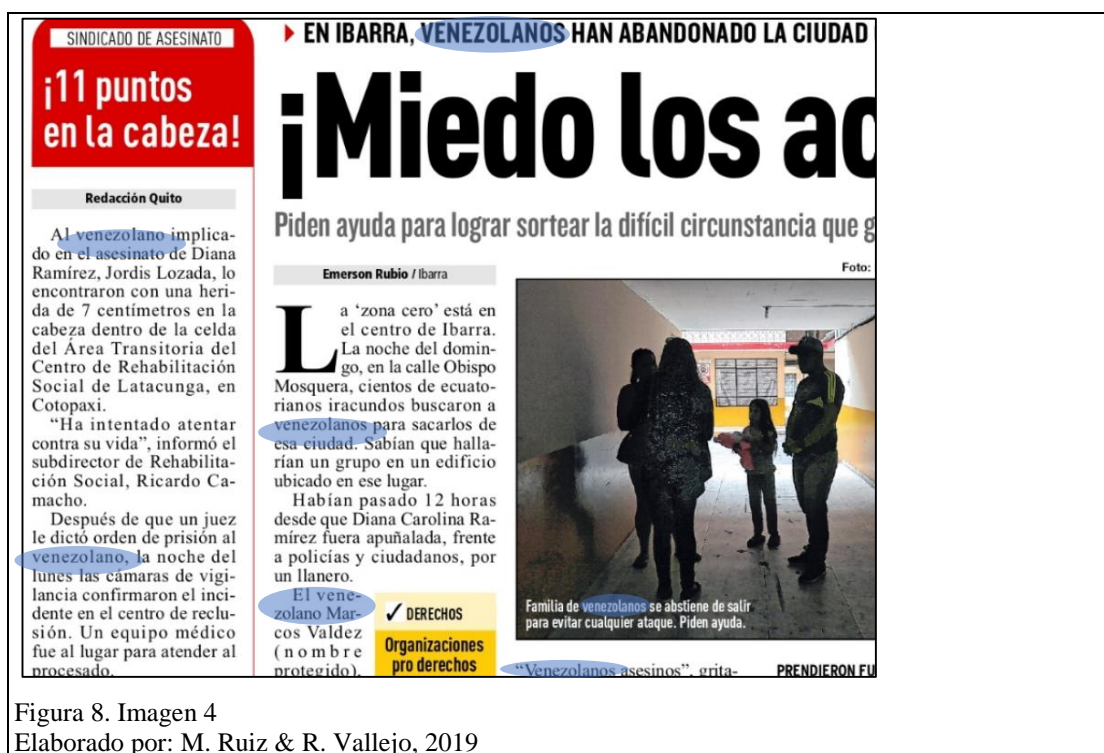 SINDICADO DE ASESINATO
¡11 puntos
en la cabeza!
Redacción Quito
Al venezolano implica-
do en el asesinato de Diana
Ramírez, Jordis Lozada, lo
encontraron con una heri-
da de 7 centímetros en la
cabeza dentro de la celda
del Área Transitoria del
Centro de Rehabilitación
Social de Latacunga, en
Cotopaxi.
“Ha intentado atentar
contra su vida”, informó el
subdirector de Rehabilita-
ción Social, Ricardo Ca-
macho.
Después de que un juez
le dictó orden de prisión al
venezolano, la noche del
lunes las cámaras de vigi-
lancia confirmaron el inci-
dente en el centro de reclu-
sión. Un equipo médico
fue al lugar para atender al
procesado.
EN IBARRA, VENEZOLANOS HAN ABANDONADO LA CIUDAD
¡Miedo los ac
Piden ayuda para lograr sortear la difícil circunstancia que g
Emerson Rubio / Ibarra
La ‘zona cero’ está en
el centro de Ibarra.
La noche del domin-
go, en la calle Obispo
Mosquera, cientos de ecuato-
rianos iracundos buscaron a
venezolanos para sacarlos de
esa ciudad. Sabían que halla-
rían un grupo en un edificio
ubicado en ese lugar.
Habían pasado 12 horas
desde que Diana Carolina Ra-
mírez fuera apuñalada, frente
a policías y ciudadanos, por
un llanero.
El vene-
zolano Mar-
cos Valdez
(nombre
protegido),
✓ DERECHOS
Organizaciones
pro derechos
Foto:
Familia de venezolanos se abstiene de salir
para evitar cualquier ataque. Piden ayuda.
“Venezolanos asesinos”, grita-
PRENDIERON FU
Figura 8. Imagen 4
Elaborado por: M. Ruiz & R. Vallejo, 2019